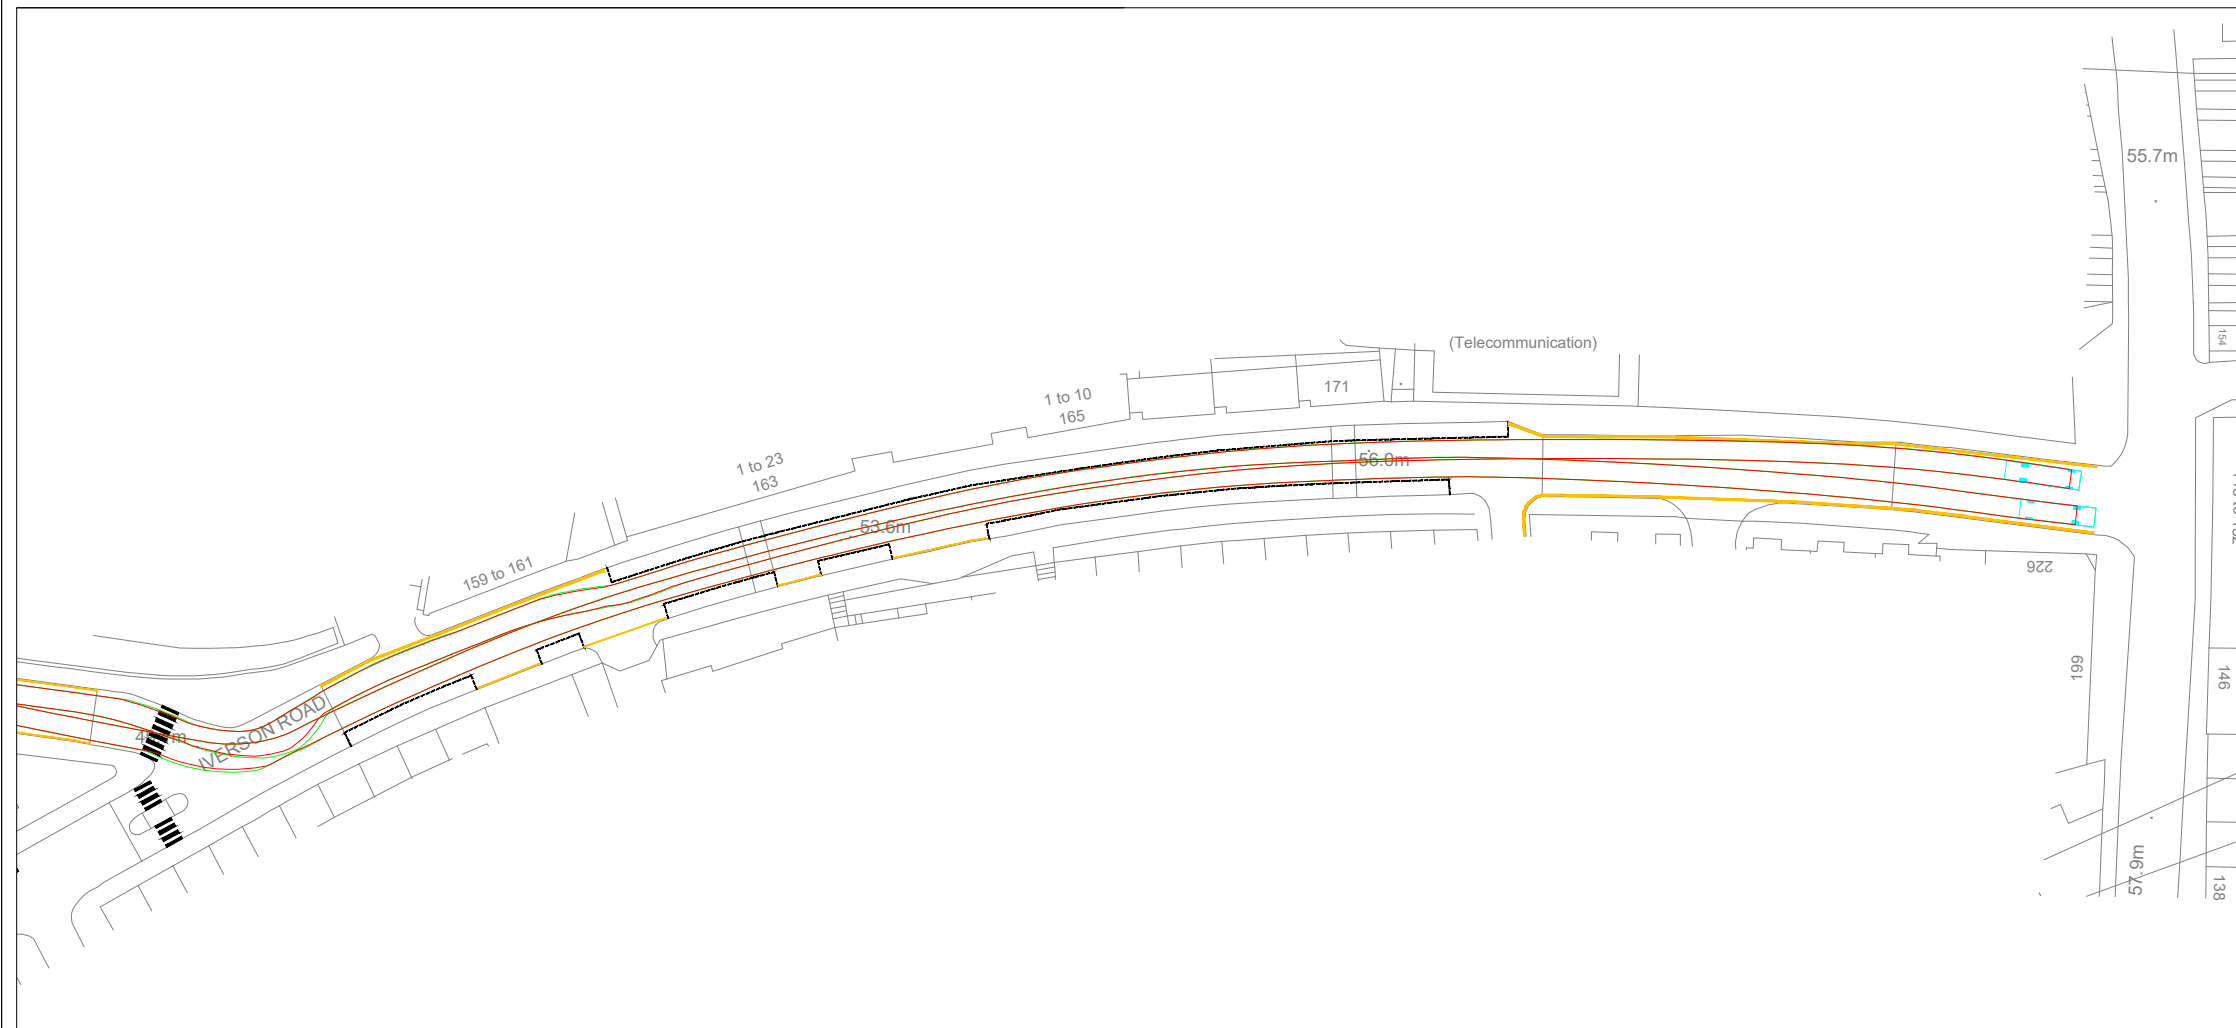 55.7m
154
(Telecommunication)
171
1 to 10
165
1 to 23
163
56.0m
53.6m
159 to 161
226
199
146
IVERSON ROAD
57.9m
138